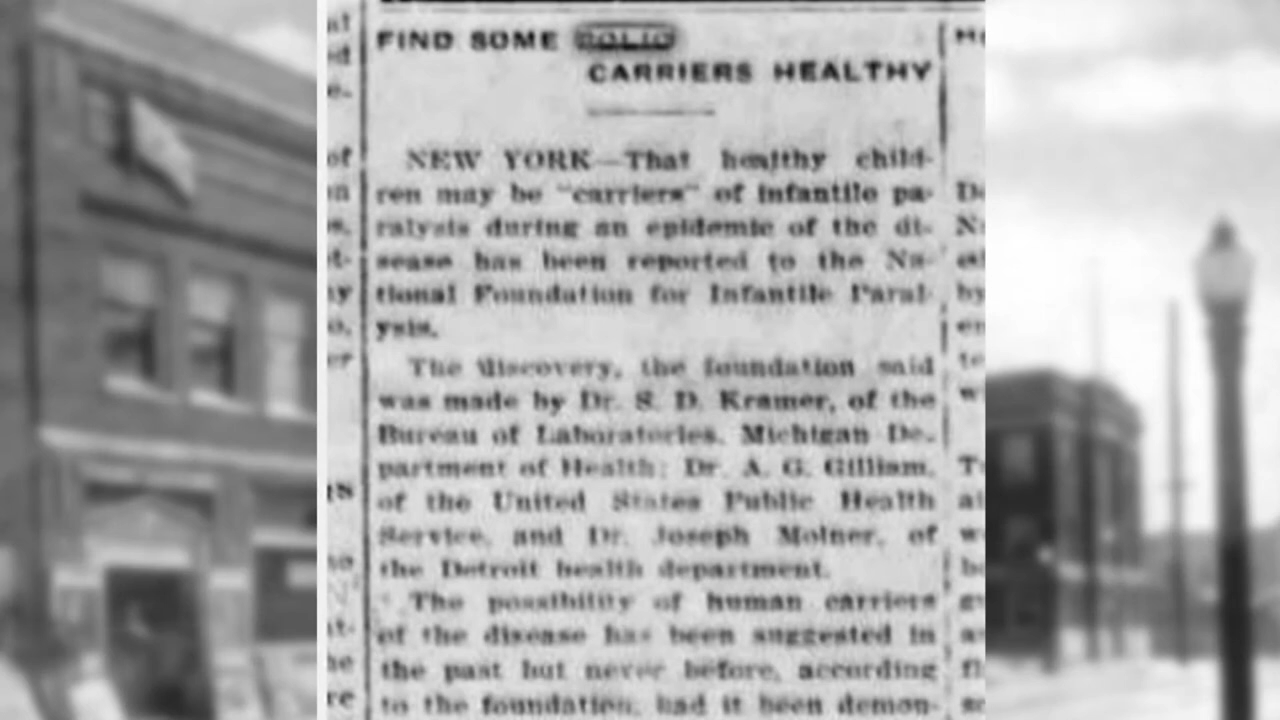 FIND SOME POLIO
CARRIERS HEALTHY
NEW YORK—That healthy child-
ren may be "carriers" of infantile pa-
ralysis during an epidemic of the di-
sease has been reported to the Na-
tional Foundation for Infantile Paral-
ysis.
The discovery, the foundation said
was made by Dr. S. D. Kramer, of the
Bureau of Laboratories, Michigan De-
partment of Health; Dr. A. G. Gilliam,
of the United States Public Health
Service, and Dr. Joseph Molner, of
the Detroit health department.
The possibility of human carriers
of the disease has been suggested in
the past but never before, according
to the foundation, had it been demon-